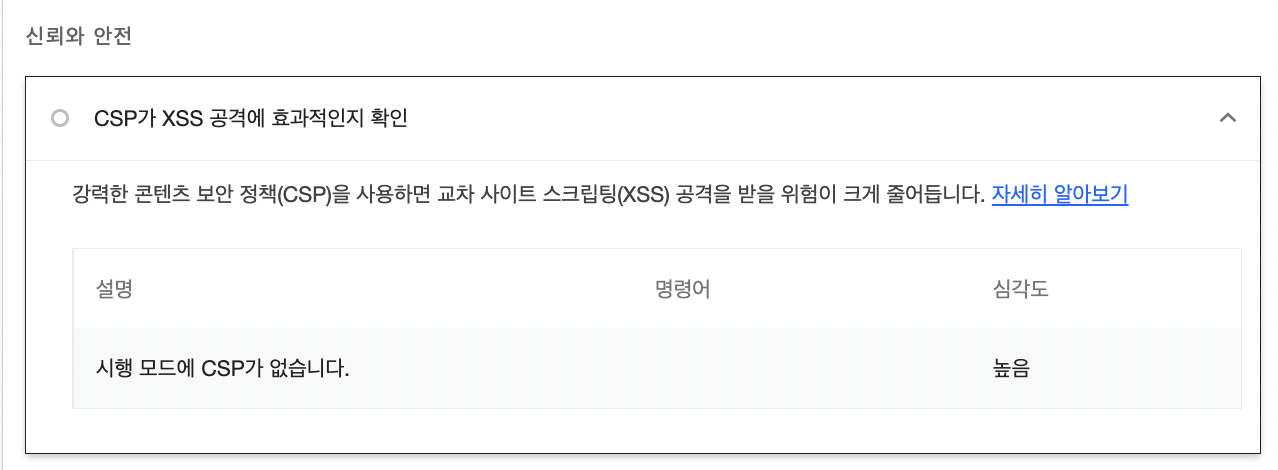 신뢰와 안전
CSP가 XSS 공격에 효과적인지 확인
강력한 콘텐츠 보안 정책(CSP)을 사용하면 교차 사이트 스크립팅(XSS) 공격을 받을 위험이 크게 줄어듭니다. 자세히 알아보기
설명 명령어 심각도
시행 모드에 CSP가 없습니다. 높음